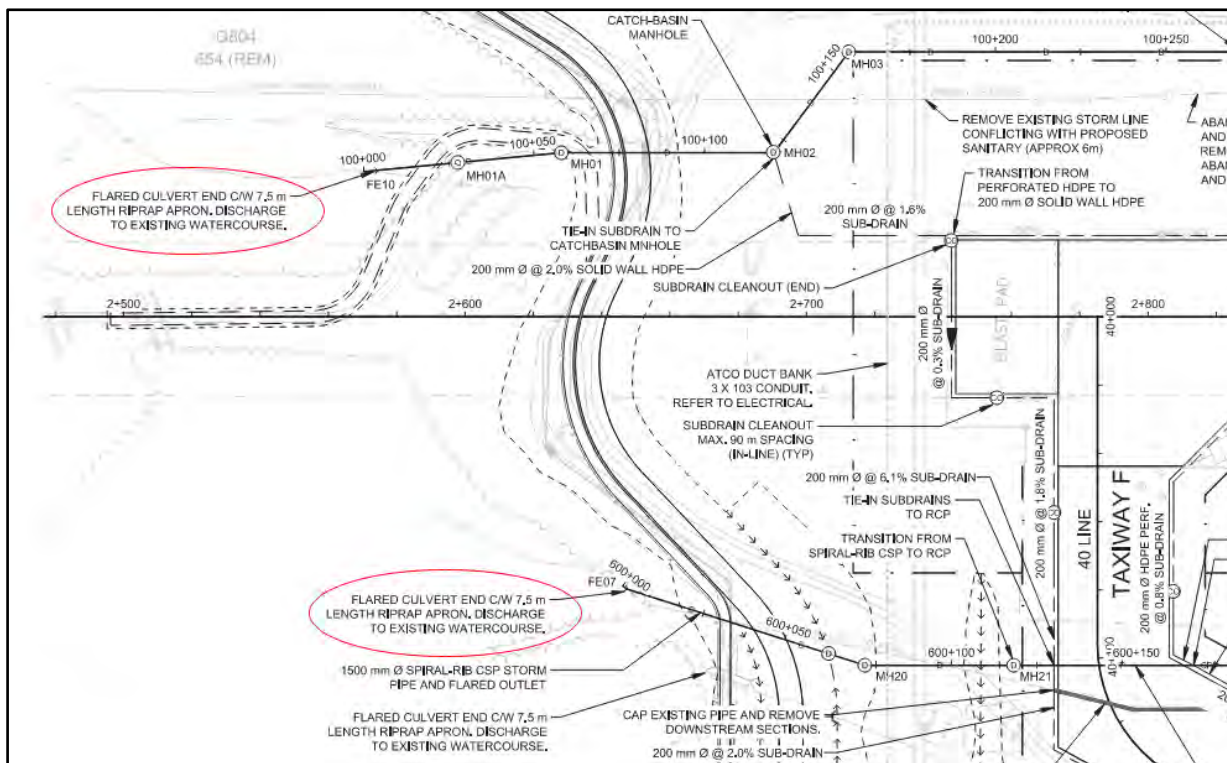 G804
654 (REM)
CATCH-BASIN
MANHOLE
100+150
MH03
100+200
100+250
REMOVE EXISTING STORM LINE
CONFLICTING WITH PROPOSED
SANITARY (APPROX 6m)
ABA
AND
REM
ABA
AND
TRANSITION FROM
PERFORATED HDPE TO
200 mm Ø SOLID WALL HDPE
100+000
100+050
100+100
FE10
MH01A
MH01
MH02
FLARED CULVERT END C/W 7.5 m
LENGTH RIPRAP APRON. DISCHARGE
TO EXISTING WATERCOURSE.
TIE-IN SUBDRAIN TO
CATCHBASIN MNHOLE
200 mm Ø @ 1.6%
SUB-DRAIN
200 mm Ø @ 2.0% SOLID WALL HDPE
SUBDRAIN CLEANOUT (END)
2+500
2+600
2+700
2+800
200 mm Ø
@ 0.3% SUB-DRAIN
BLAST PAD
40+000
ATCO DUCT BANK
3 X 103 CONDUIT.
REFER TO ELECTRICAL.
SUBDRAIN CLEANOUT
MAX. 90 m SPACING
(IN-LINE) (TYP)
200 mm Ø @ 6.1% SUB-DRAIN
TIE-IN SUBDRAINS
TO RCP
TRANSITION FROM
SPIRAL-RIB CSP TO RCP
200 mm Ø @ 1.8% SUB-DRAIN
40 LINE
TAXIWAY F
200 mm Ø HDPE PERF.
@ 0.8% SUB-DRAIN
600+000
FE07
FLARED CULVERT END C/W 7.5 m
LENGTH RIPRAP APRON. DISCHARGE
TO EXISTING WATERCOURSE.
600+050
600+100
600+150
40+100
MH20
MH21
1500 mm Ø SPIRAL-RIB CSP STORM
PIPE AND FLARED OUTLET
FLARED CULVERT END C/W 7.5 m
LENGTH RIPRAP APRON. DISCHARGE
TO EXISTING WATERCOURSE.
CAP EXISTING PIPE AND REMOVE
DOWNSTREAM SECTIONS.
200 mm Ø @ 2.0% SUB-DRAIN